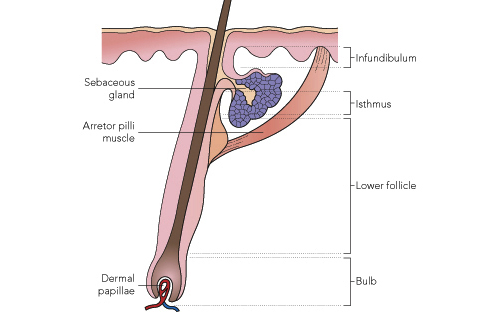 Infundibulum
Sebaceous
gland
Isthmus
Arretor pilli
muscle
Lower follicle
Dermal
papillae
Bulb